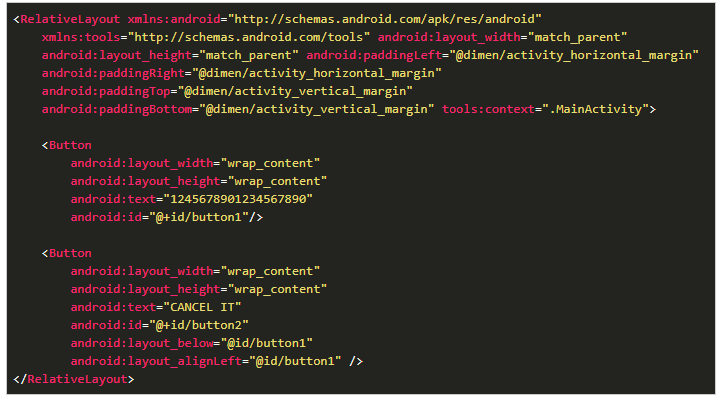 <RelativeLayout xmlns:android="http://schemas.android.com/apk/res/android"
xmlns:tools="http://schemas.android.com/tools" android:layout_width="match_parent"
android:layout_height="match_parent" android:paddingLeft="@dimen/activity_horizontal_margin"
android:paddingRight="@dimen/activity_horizontal_margin"
android:paddingTop="@dimen/activity_vertical_margin"
android:paddingBottom="@dimen/activity_vertical_margin" tools:context=".MainActivity">
<Button
android:layout_width="wrap_content"
android:layout_height="wrap_content"
android:text="1245678901234567890"
android:id="@+id/button1"/>
<Button
android:layout_width="wrap_content"
android:layout_height="wrap_content"
android:text="CANCEL IT"
android:id="@+id/button2"
android:layout_below="@id/button1"
android:layout_alignLeft="@id/button1" />
</RelativeLayout>